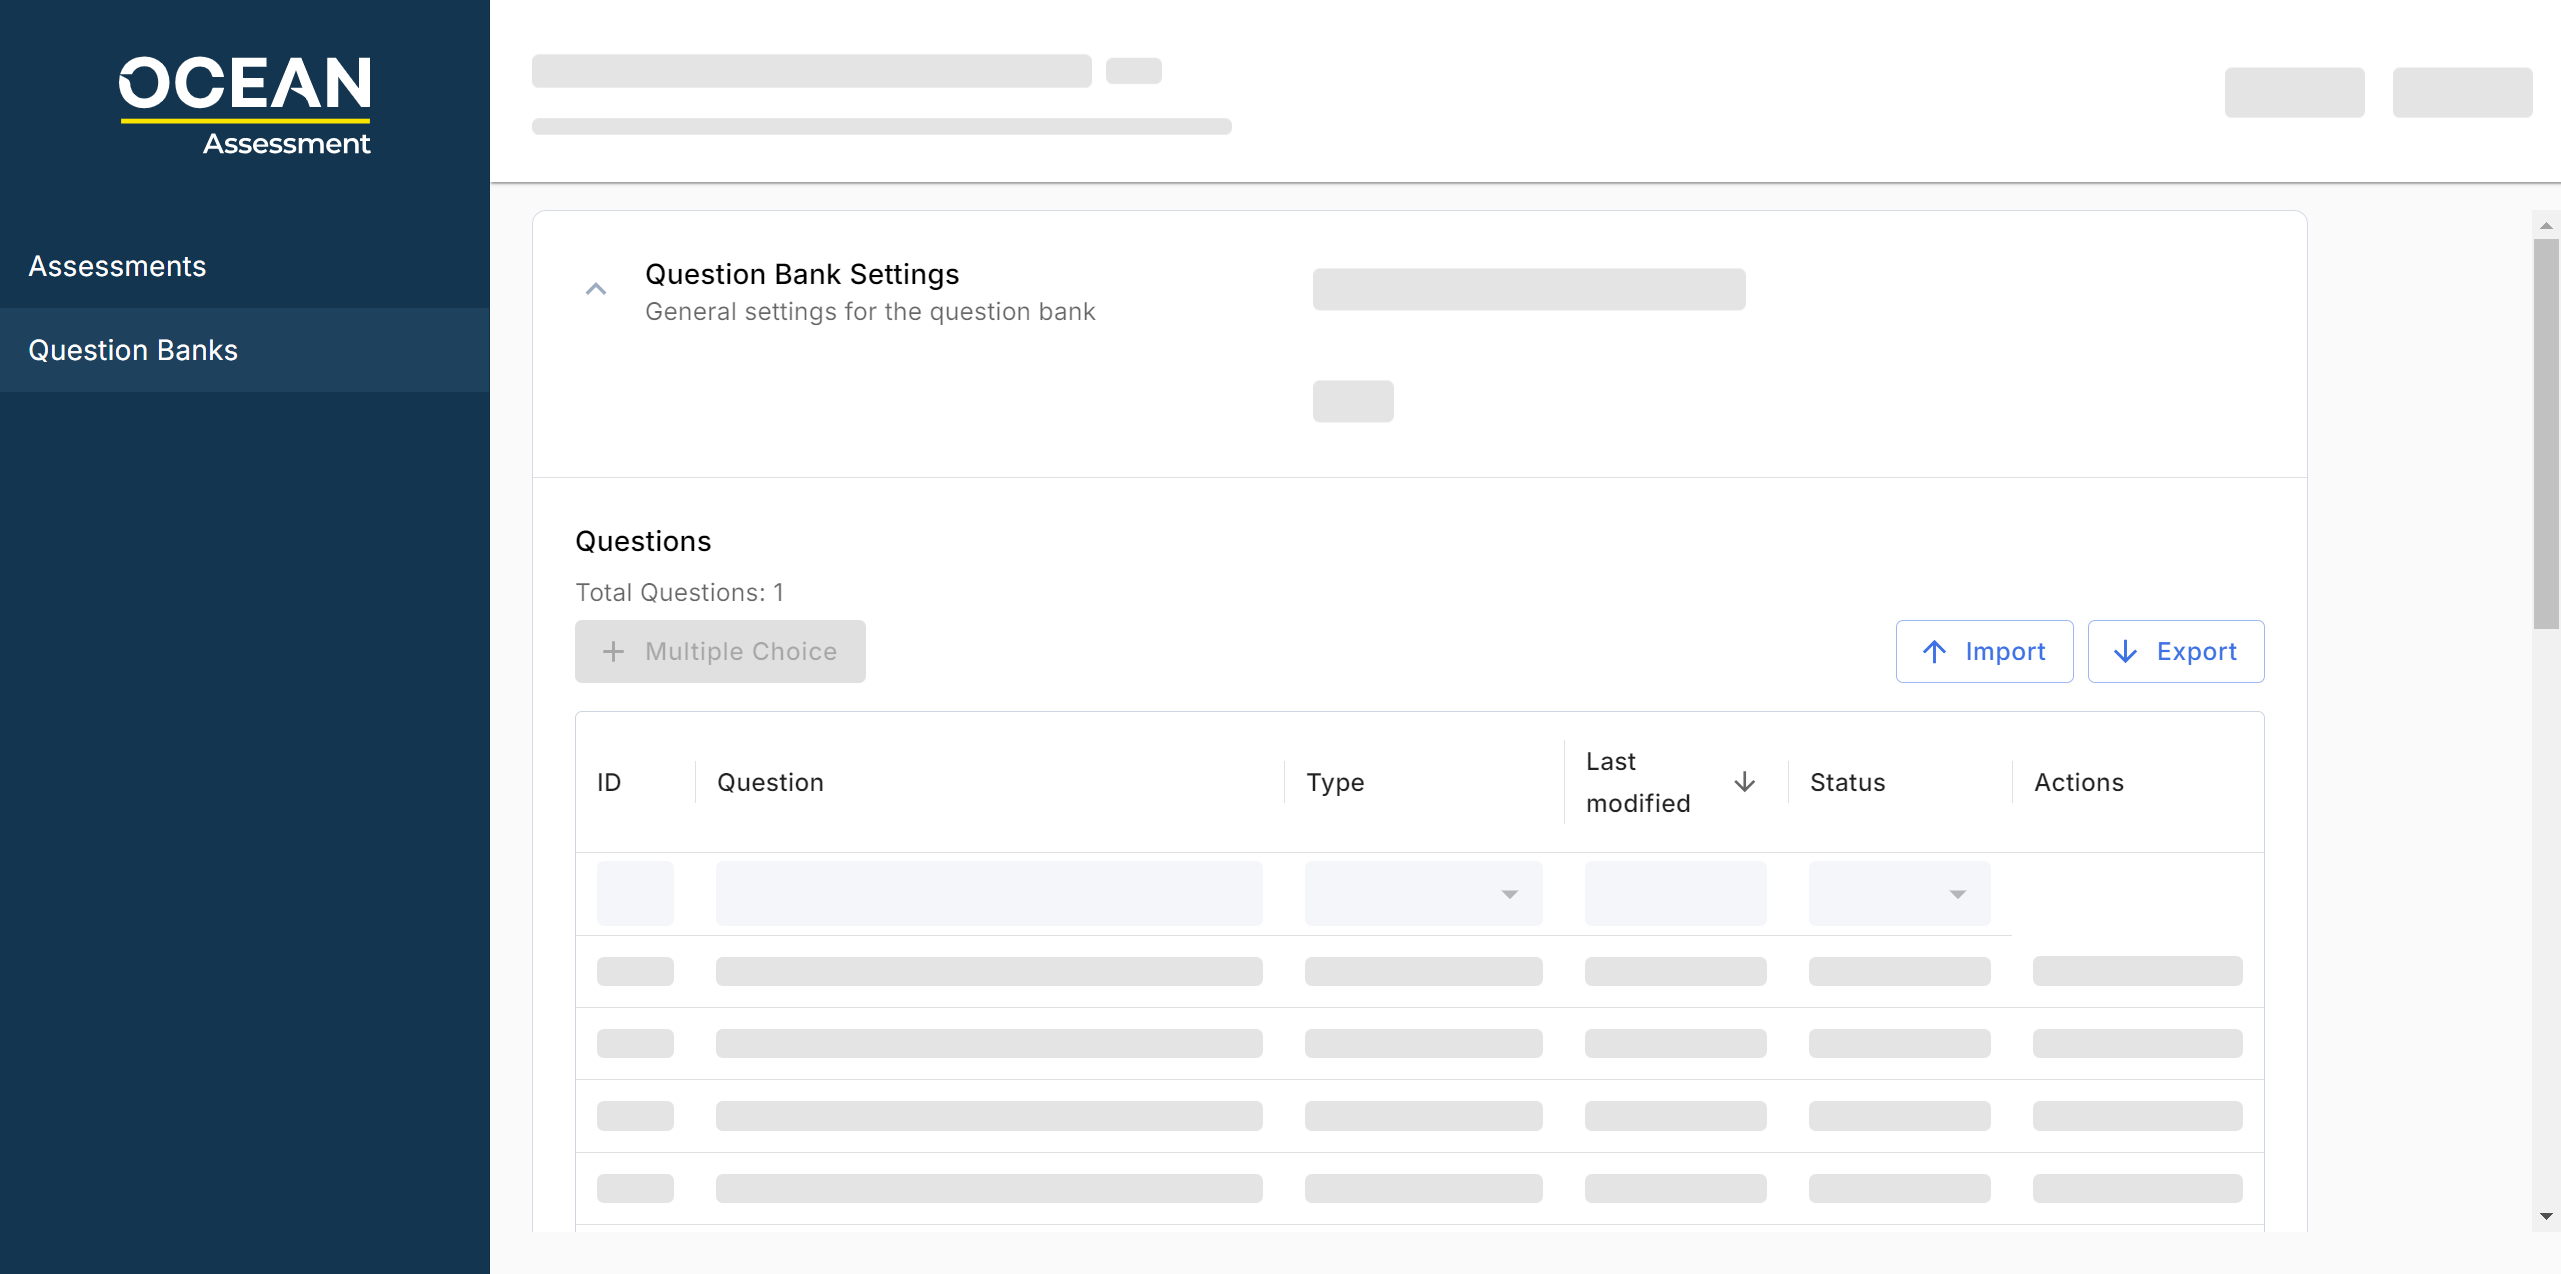 OCEAN
Assessment
Assessments
Question Banks
Question Bank Settings
General settings for the question bank
Questions
Total Questions: 1
Multiple Choice
Import
Export
ID
Question
Type
Last
modified
Status
Actions